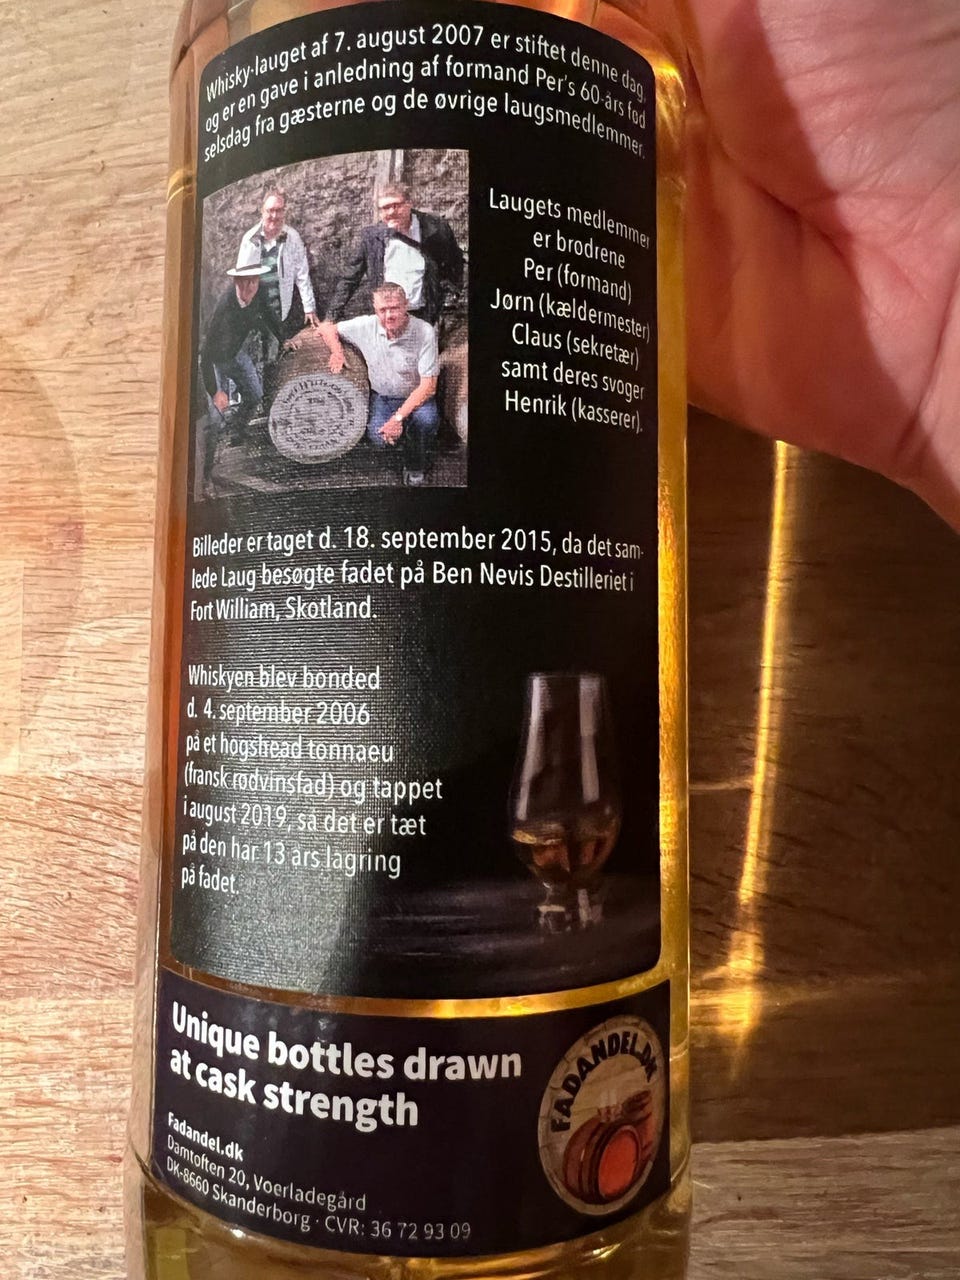 Whisky-lauget af 7. august 2007 er stiftet denne dag,
og er en gave i anledning af formand Per's 60-års fød
selsdag fra gæsterne og de øvrige laugsmedlemmer.
Laugets medlemmer
er brodrene
Per (formand)
Jørn (kældermester)
Claus (sekretær)
samt deres svoger
Henrik (kasserer).
Billeder er taget d. 18. september 2015, da det sam-
lede Laug besøgte fadet på Ben Nevis Destilleriet i
Fort William, Skotland.
Whiskyen blev bonded
d. 4. september 2006
på et hogshead tonnaeu
(fransk rødvinsfad) og tappet
i august 2019, så det er tæt
på den har 13 års lagring
på fadet.
Unique bottles drawn
at cask strength
FADANDEL.DK
Fadandel.dk
Damtoften 20, Voerladegård
DK-8660 Skanderborg · CVR: 36 72 93 09